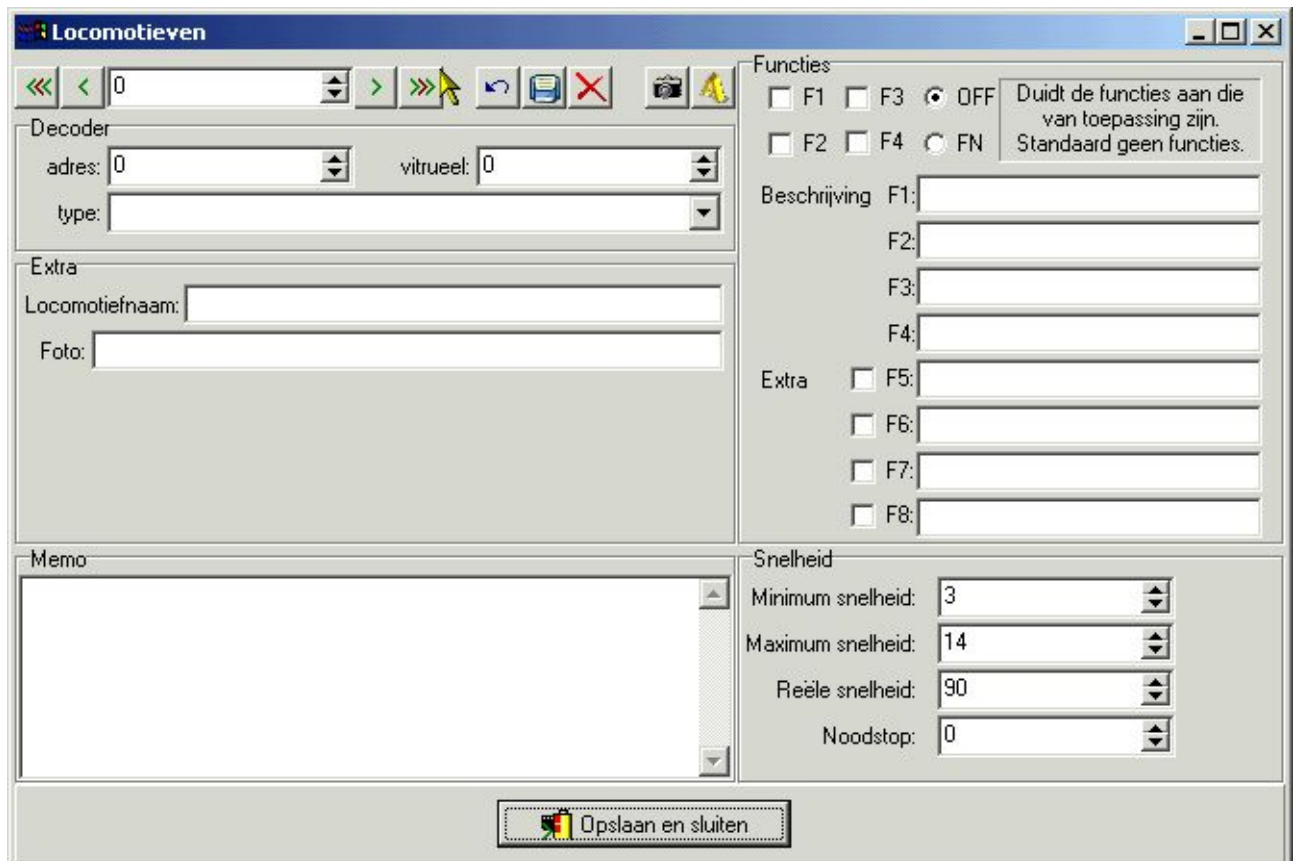 Locomotieven
0
Decoder
adres: 0 vitrueel: 0
type:
Extra
Locomotiefnaam:
Foto:
Memo
Functies
F1 F3 OFF
F2 F4 FN
Duidt de functies aan die
van toepassing zijn.
Standaard geen functies.
Beschrijving F1:
F2:
F3:
F4:
Extra F5:
F6:
F7:
F8:
Snelheid
Minimum snelheid: 3
Maximum snelheid: 14
Reële snelheid: 90
Noodstop: 0
Opslaan en sluiten